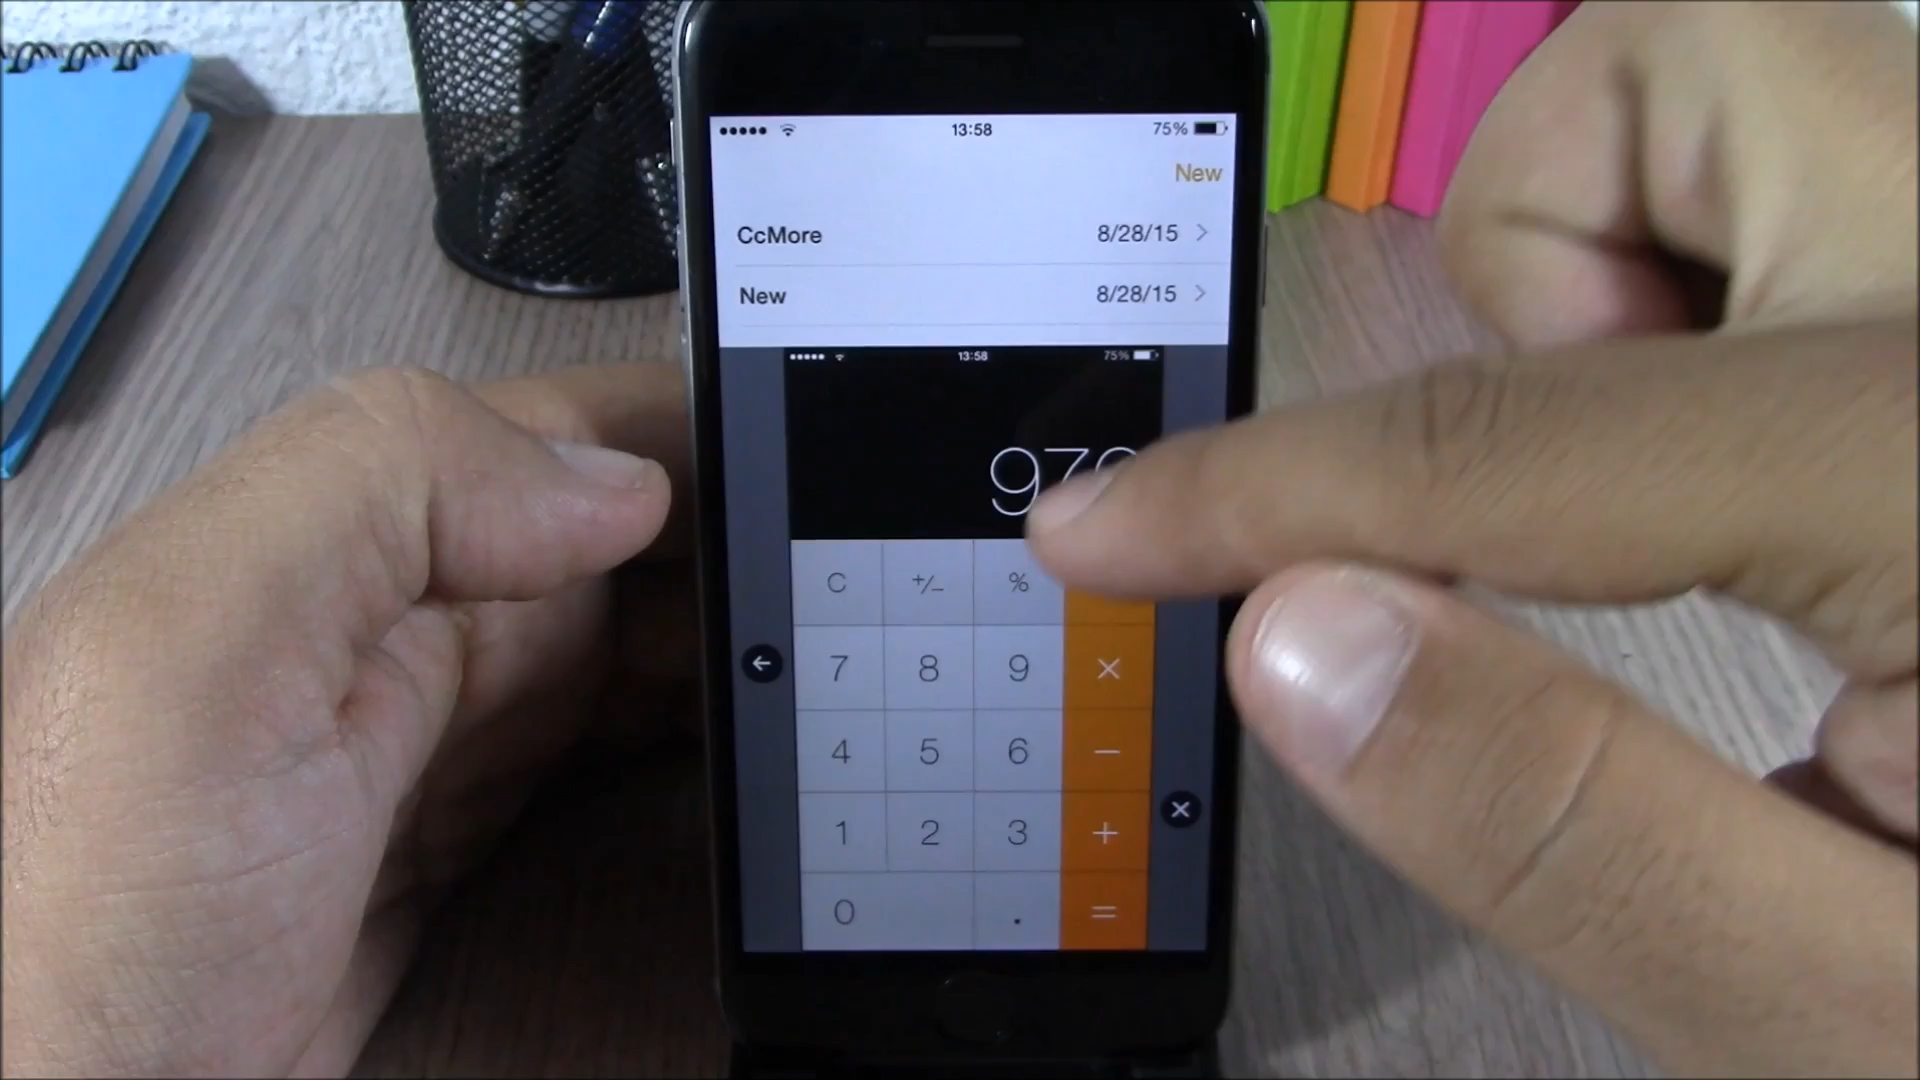 13:58 75%
New
CcMore 8/28/15
New 8/28/15
13:58 75%
C +/− %
7 8 9 ×
4 5 6 −
1 2 3 +
0 . =